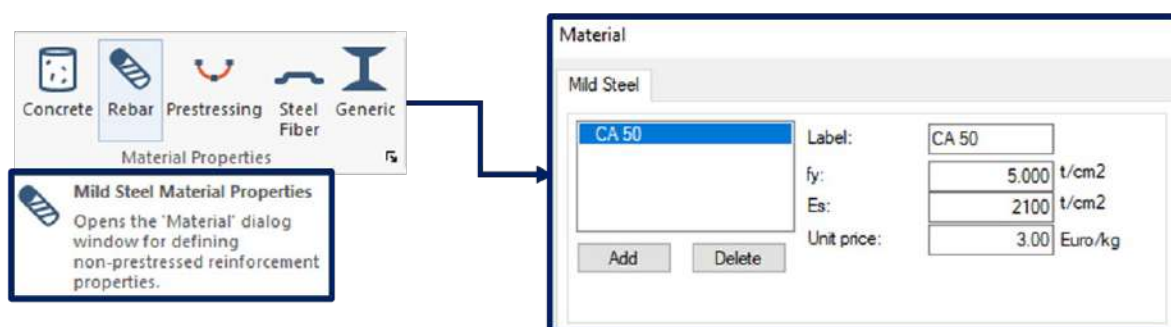 Concrete Rebar Prestressing Steel Fiber Generic
Material Properties
Mild Steel Material Properties
Opens the 'Material' dialog
window for defining
non-prestressed reinforcement
properties.
Material
Mild Steel
CA 50
Add Delete
Label: CA 50
fy: 5.000 t/cm2
Es: 2100 t/cm2
Unit price: 3.00 Euro/kg